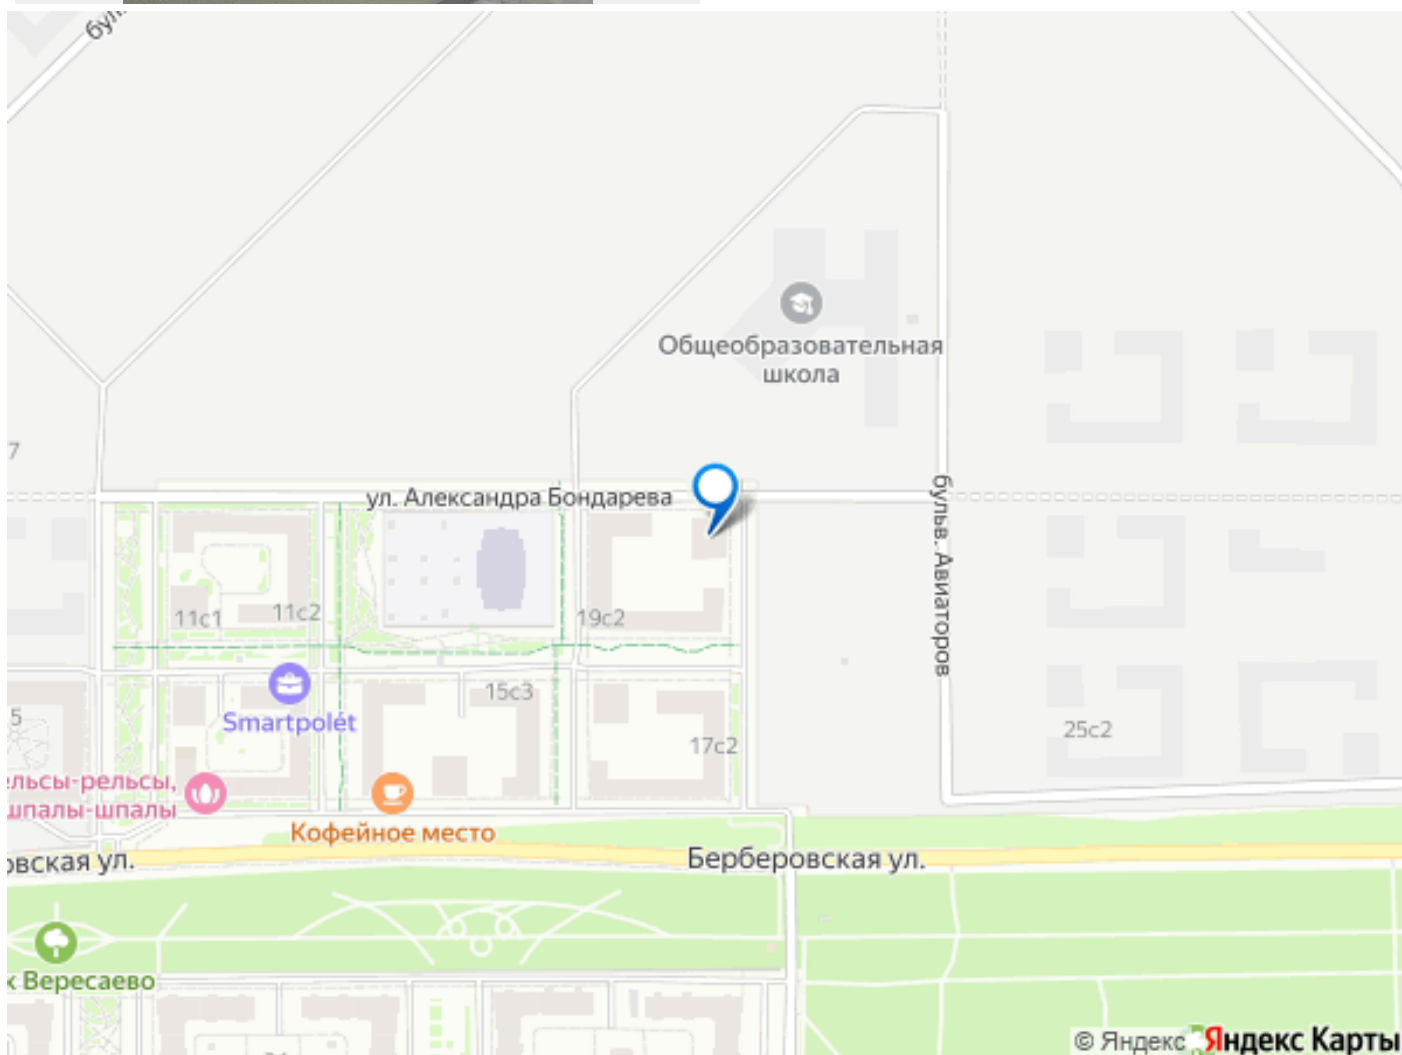 бул
Общеобразовательная
школа
7
ул. Александра Бондарева
бульв. Авиаторов
11с1
11с2
19с2
15с3
5
Smartpolét
17с2
25с2
ельсы-рельсы,
шпалы-шпалы
Кофейное место
овская ул.
Берберовская ул.
к Вересаево
© Яндекс Яндекс Карты